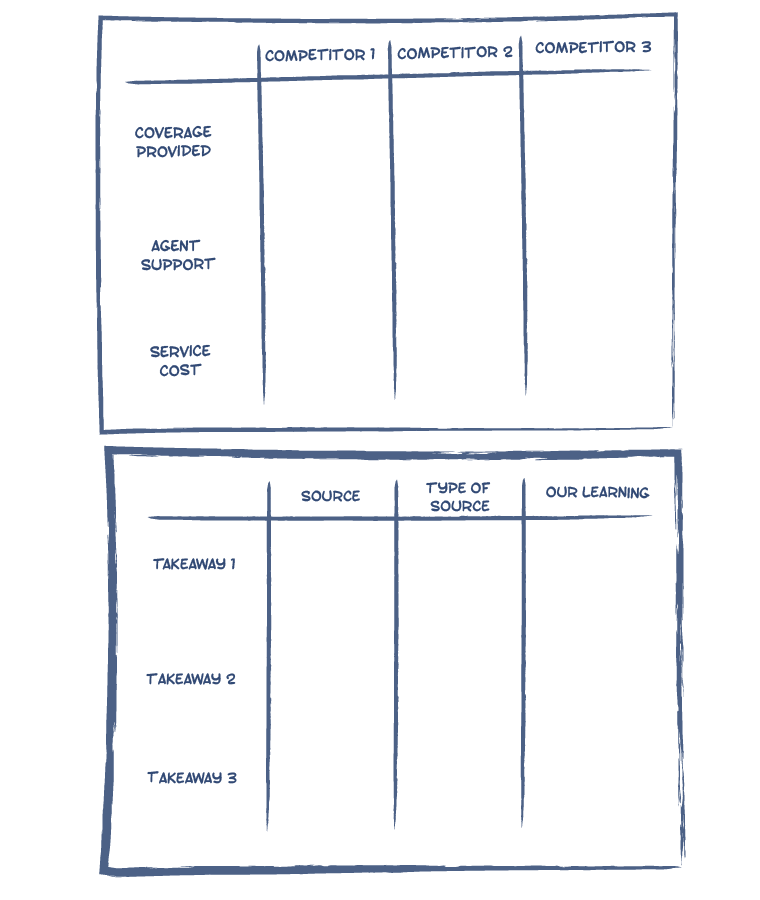 COMPETITOR 1 COMPETITOR 2 COMPETITOR 3
COVERAGE
PROVIDED
AGENT
SUPPORT
SERVICE
COST
SOURCE TYPE OF SOURCE OUR LEARNING
TAKEAWAY 1
TAKEAWAY 2
TAKEAWAY 3